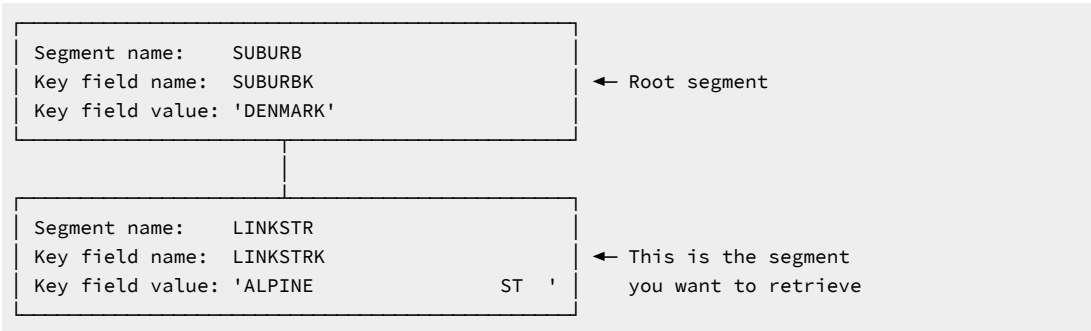 Segment name:    SUBURB
Key field name:  SUBURBK ◄─ Root segment
Key field value: 'DENMARK'
Segment name:    LINKSTR
Key field name:  LINKSTRK ◄─ This is the segment
Key field value: 'ALPINE                ST  ' you want to retrieve